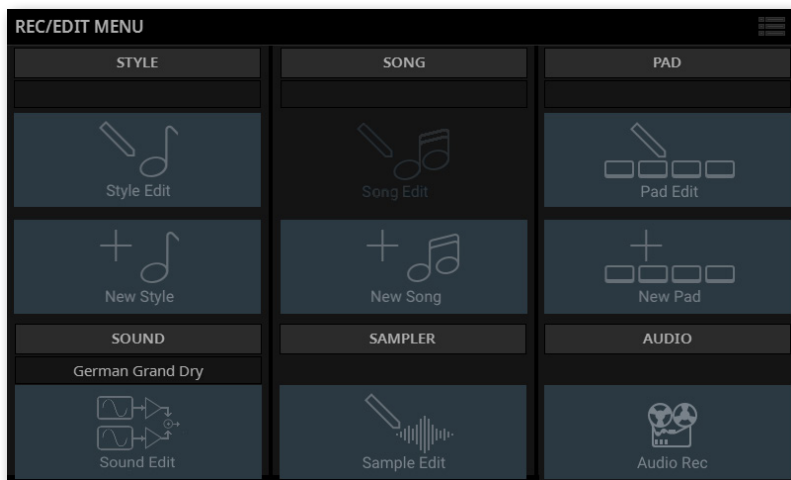 REC/EDIT MENU
STYLE
SONG
PAD
Style Edit
Song Edit
Pad Edit
New Style
New Song
New Pad
SOUND
SAMPLER
AUDIO
German Grand Dry
Sound Edit
Sample Edit
Audio Rec